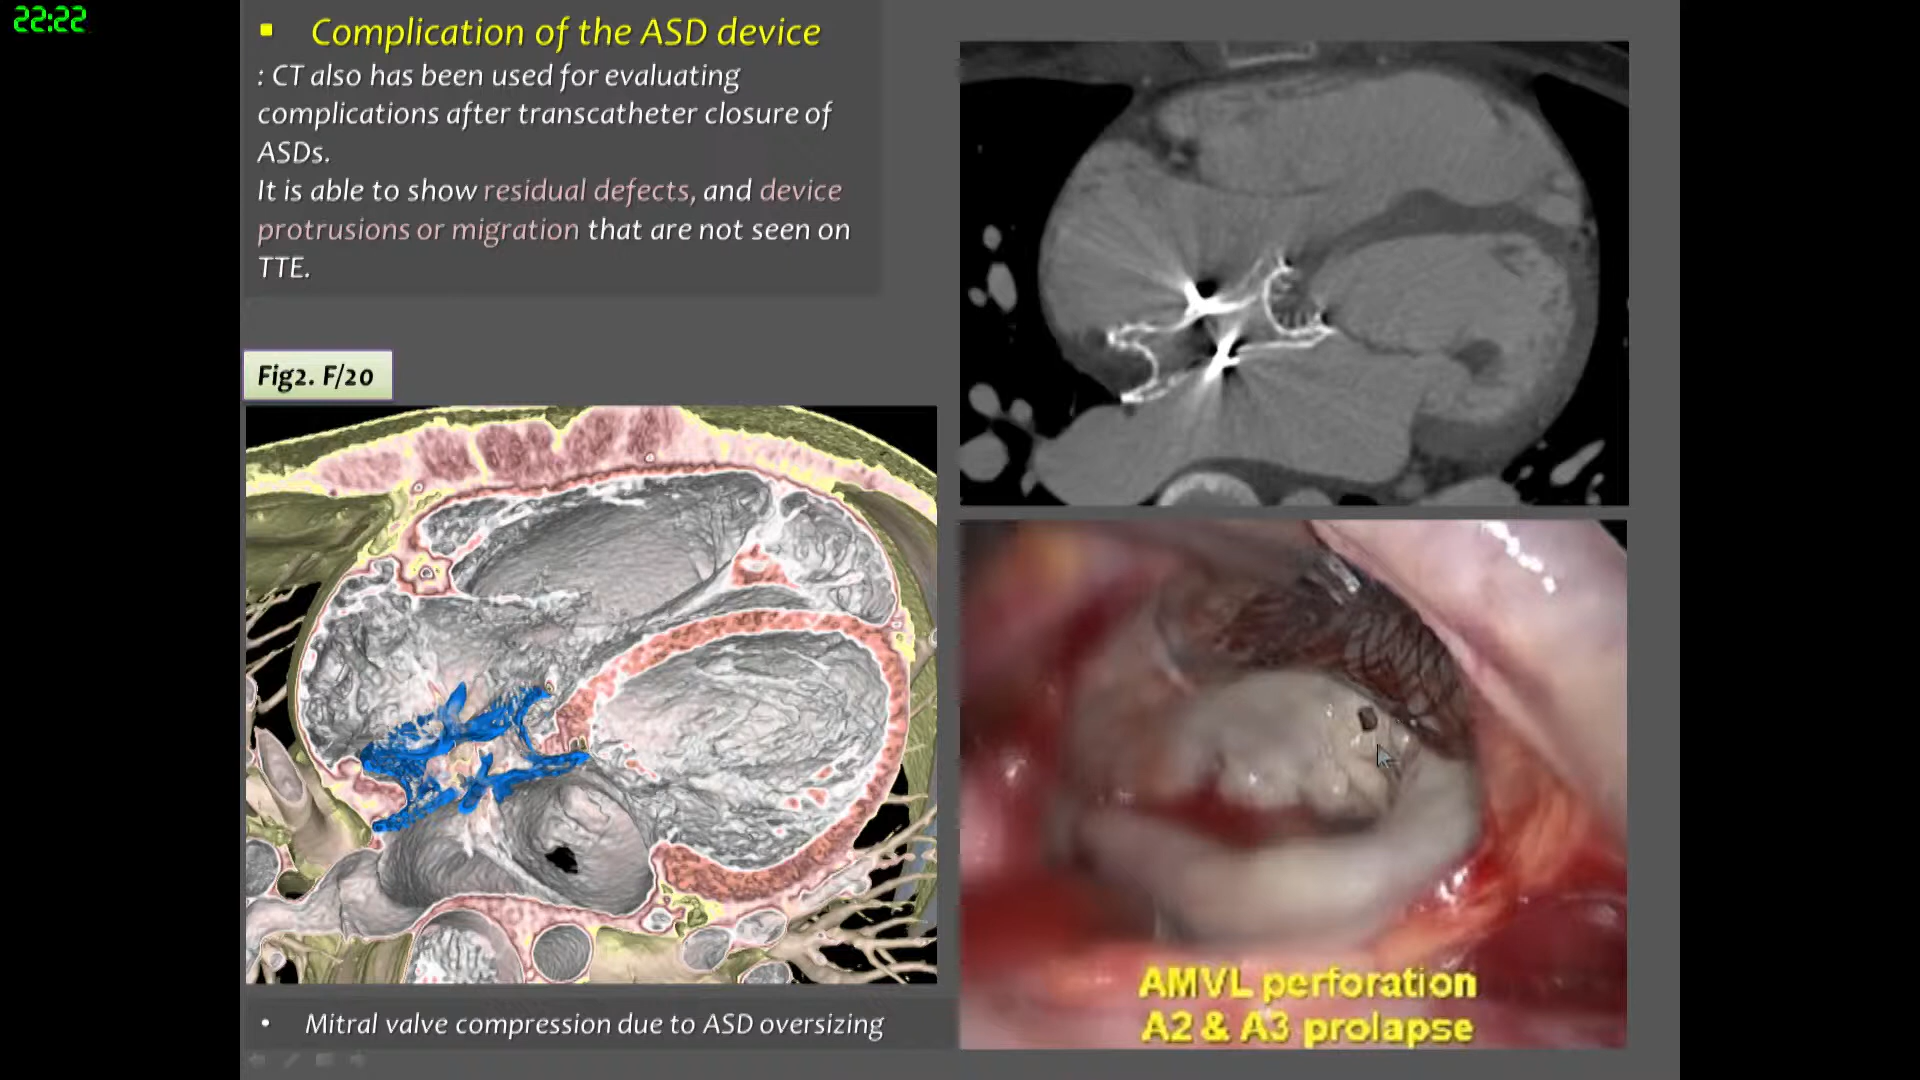 22:22
▪ Complication of the ASD device
: CT also has been used for evaluating
complications after transcatheter closure of
ASDs.
It is able to show residual defects, and device
protrusions or migration that are not seen on
TTE.
Fig2. F/20
• Mitral valve compression due to ASD oversizing
AMVL perforation
A2 & A3 prolapse